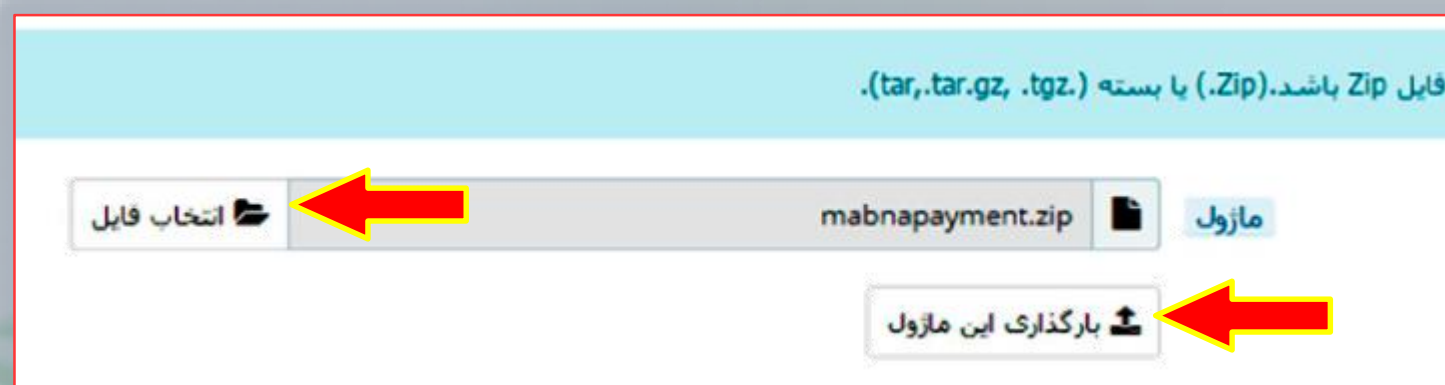 فایل Zip باشد.(Zip.) یا بسته (.tar,.tar.gz, .tgz).
ماژول mabnapayment.zip انتخاب فایل
بارگذاری این ماژول